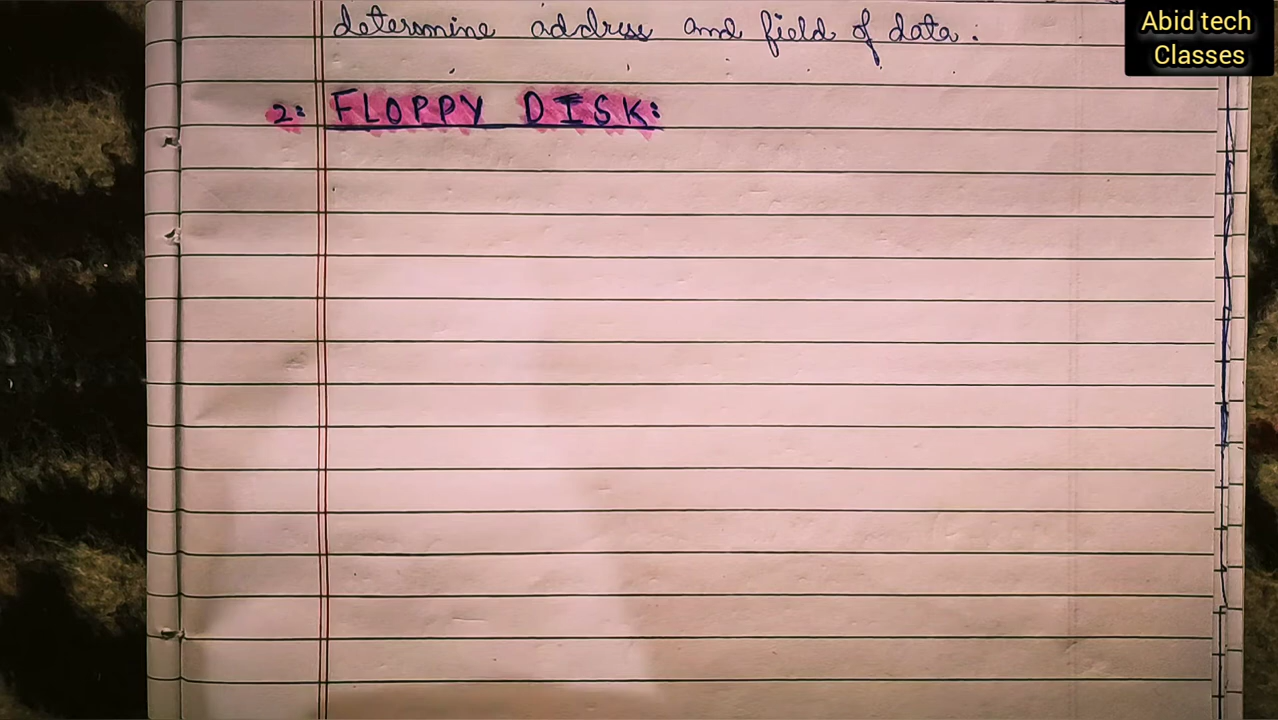 determine address and field of data.
2: FLOPPY DISK:
Abid tech
Classes